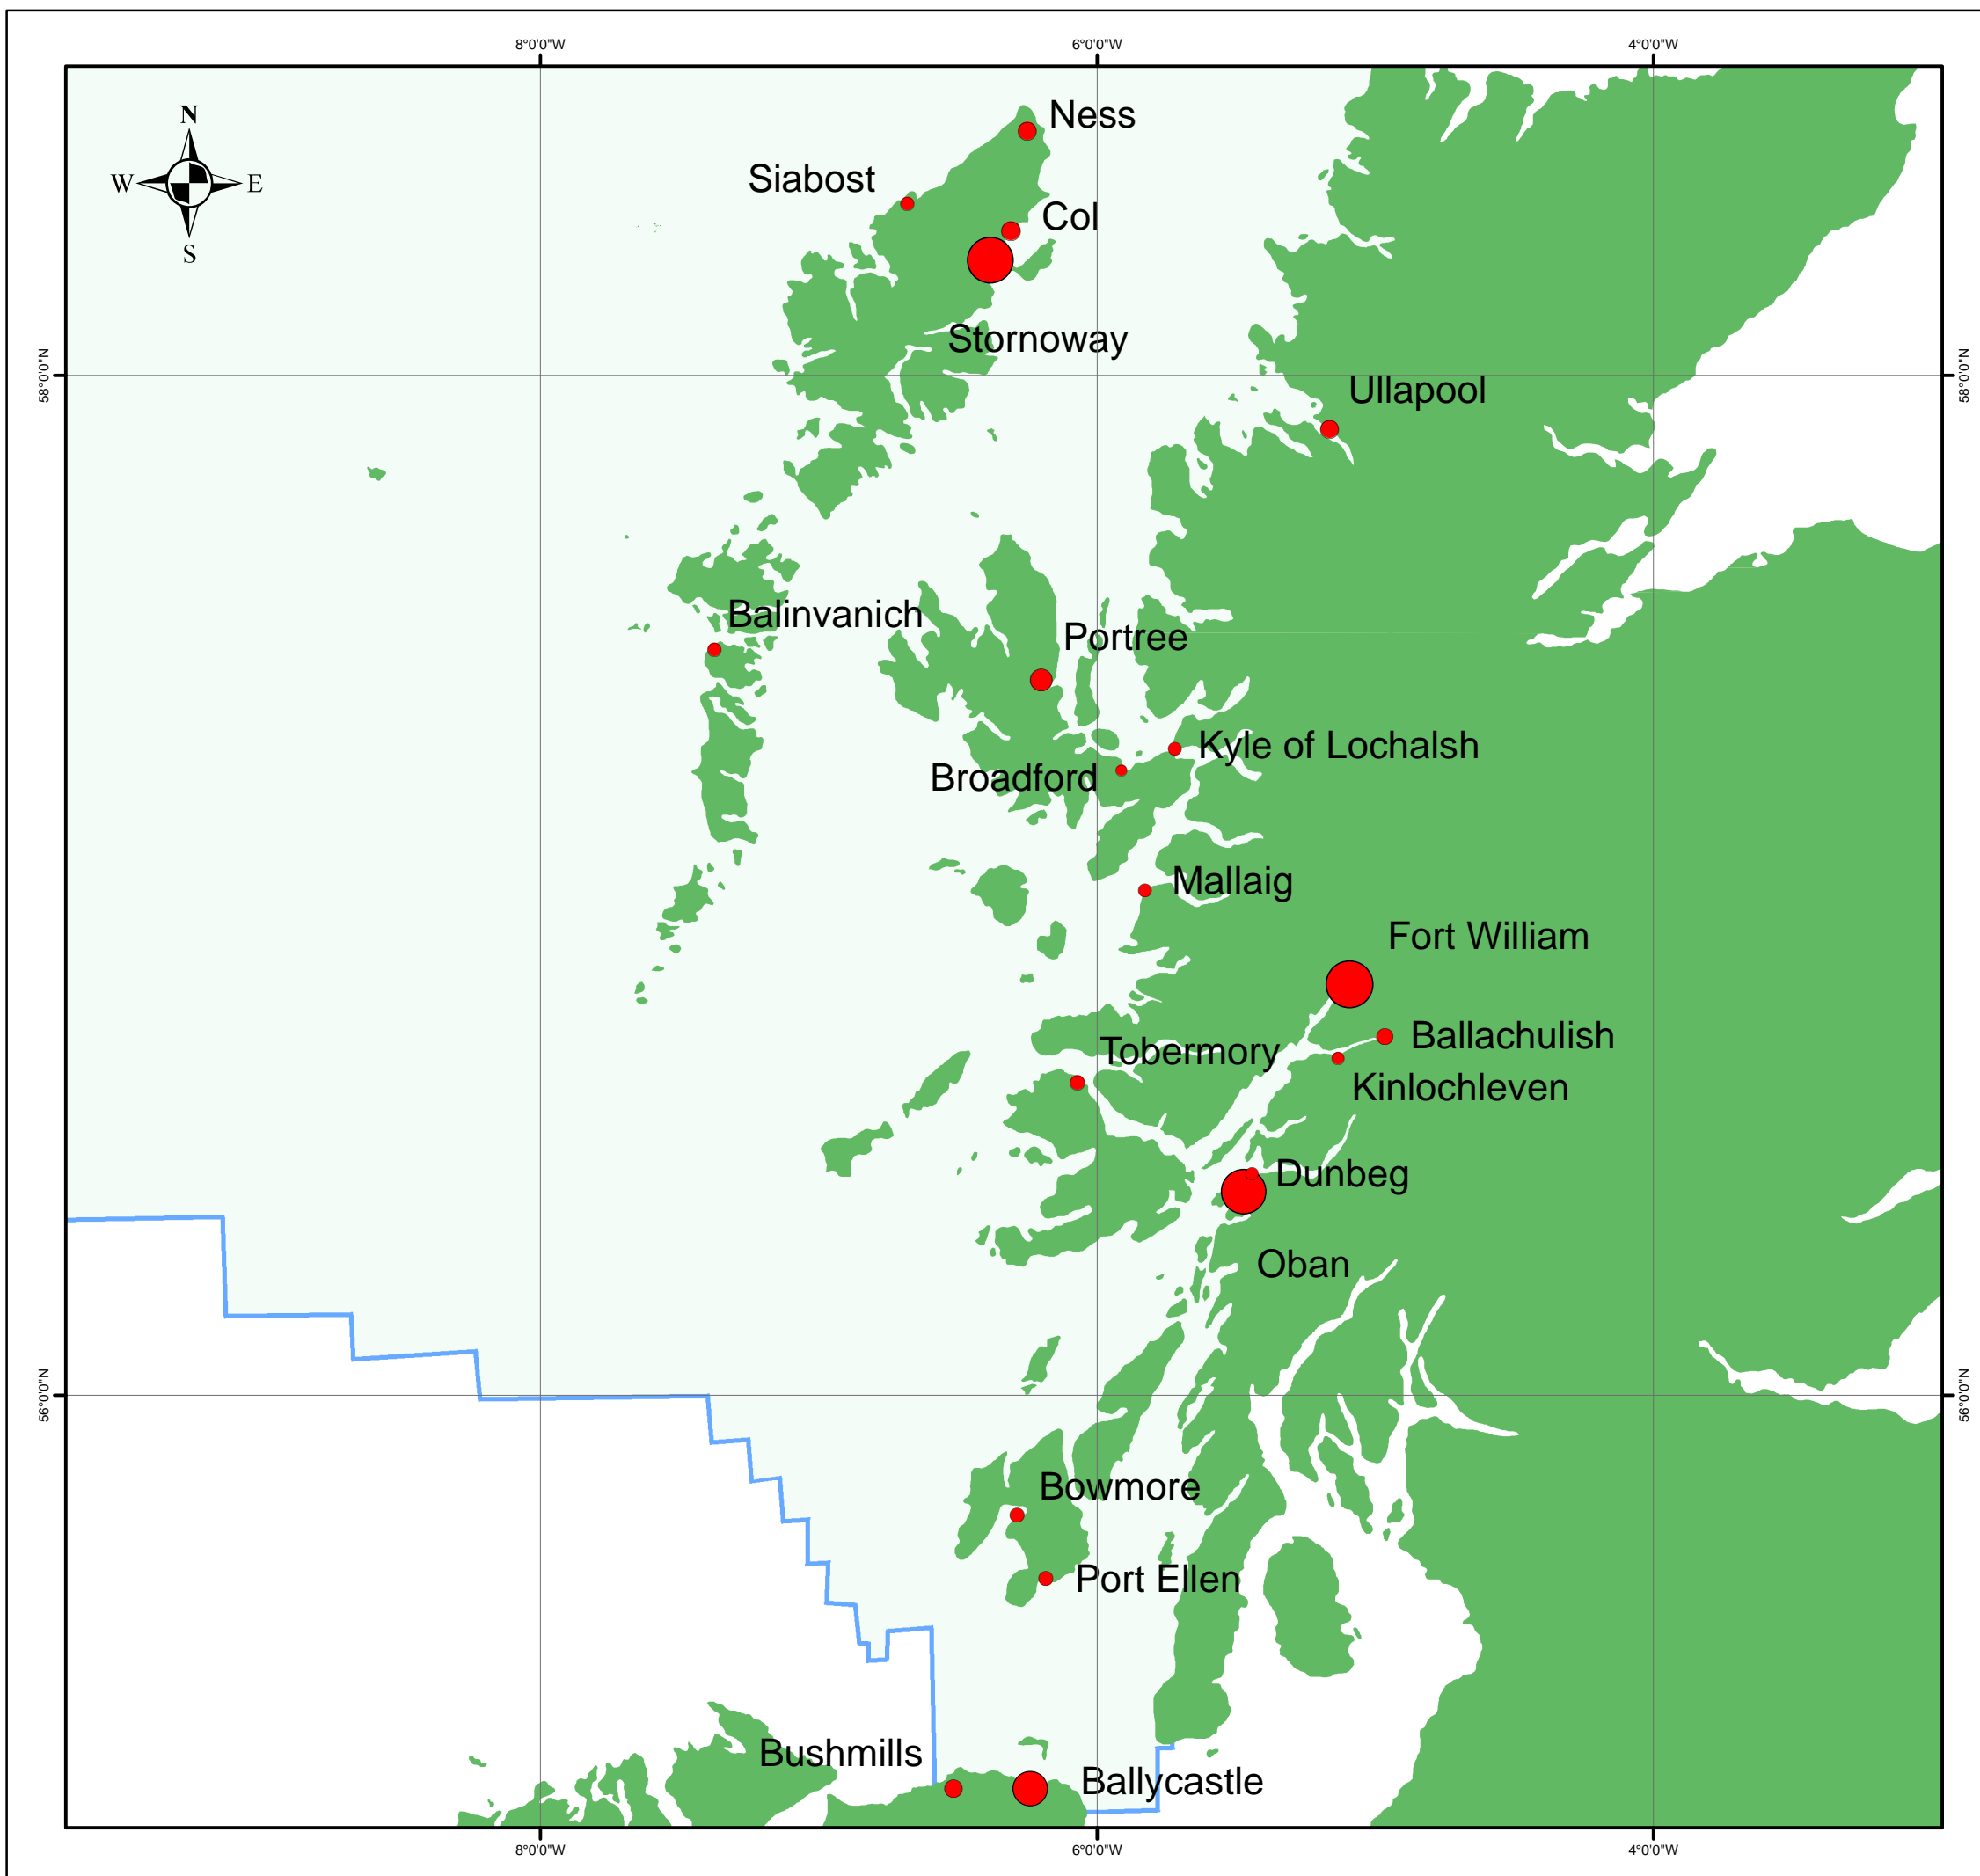 8°0'0"W
6°0'0"W
4°0'0"W
N
W
E
S
Ness
Siabost
Col
Stornoway
58°0'0"N
58°0'0"N
Ullapool
Balinvanich
Portree
Kyle of Lochalsh
Broadford
Mallaig
Fort William
Ballachulish
Tobermory
Kinlochleven
Dunbeg
Oban
56°0'0"N
56°0'0"N
Bowmore
Port Ellen
Bushmills
Ballycastle
8°0'0"W
6°0'0"W
4°0'0"W